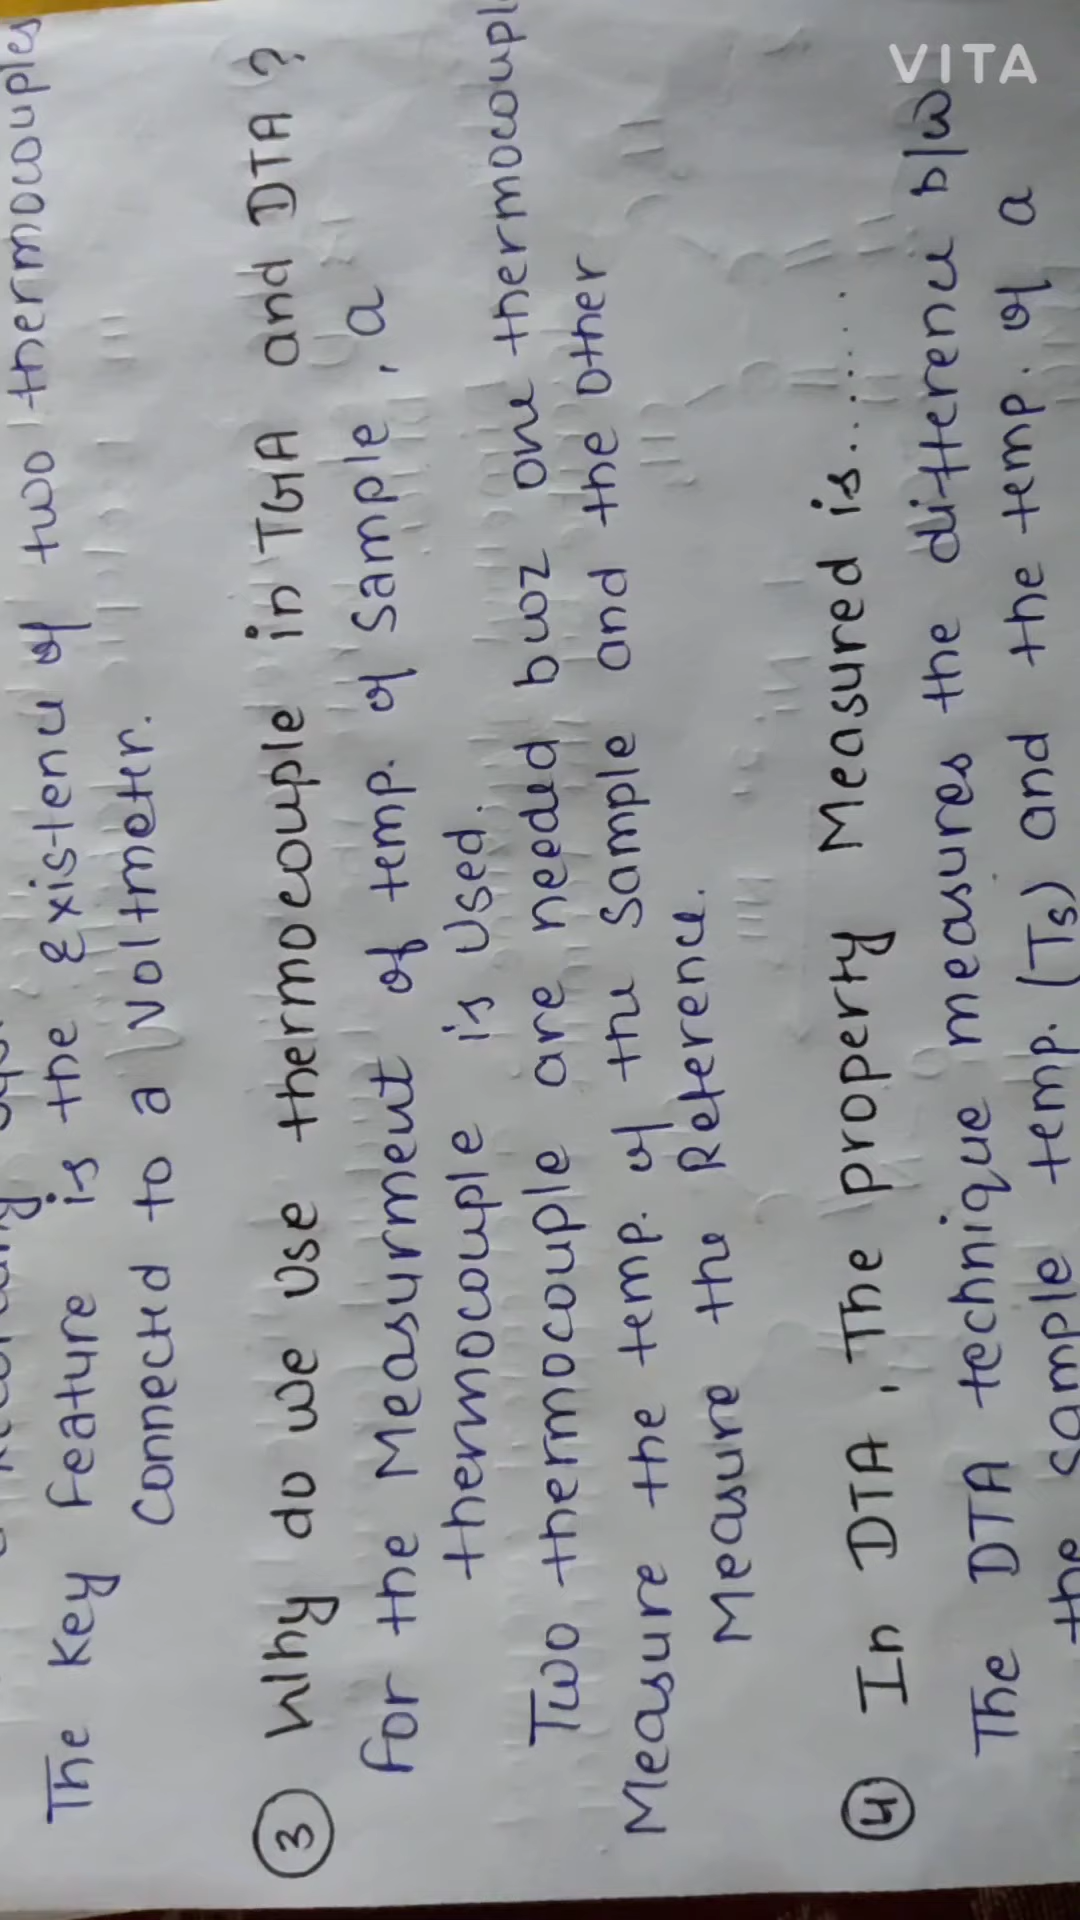 VITA
The Key Feature is the Existence of two thermocouples
Connected to a Voltmeter.
③ Why do we use thermocouple in TGA and DTA ?
For the Measurment of temp. of Sample , a
thermocouple is Used.
Two thermocouple are needed bcoz one thermocoupl
Measure the temp. of the Sample and the other
Measure the Reference.
④ In DTA , The property Measured is........
The DTA technique measures the difference b/w
the Sample temp. (Ts) and the temp. of a